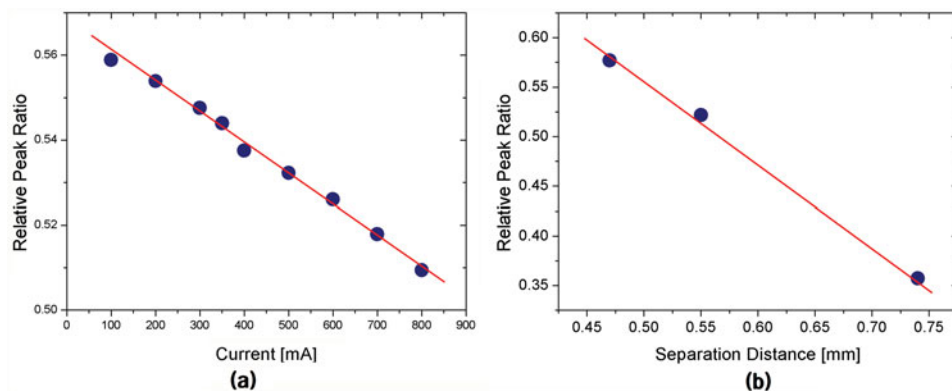 Relative Peak Ratio
0.56
0.54
0.52
0.50
0 100 200 300 400 500 600 700 800 900
Current [mA]
(a)
Relative Peak Ratio
0.60
0.55
0.50
0.45
0.40
0.35
0.45 0.50 0.55 0.60 0.65 0.70 0.75
Separation Distance [mm]
(b)